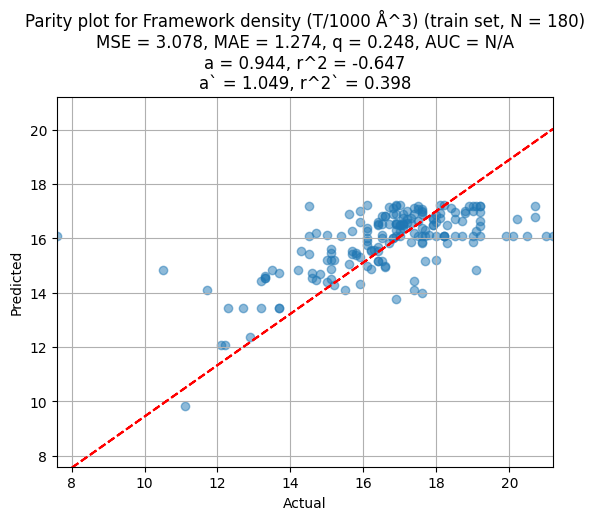 Parity plot for Framework density (T/1000 Å^3) (train set, N = 180)
MSE = 3.078, MAE = 1.274, q = 0.248, AUC = N/A
a = 0.944, r^2 = -0.647
a` = 1.049, r^2` = 0.398
20
18
16
14
12
10
8
Predicted
8 10 12 14 16 18 20
Actual